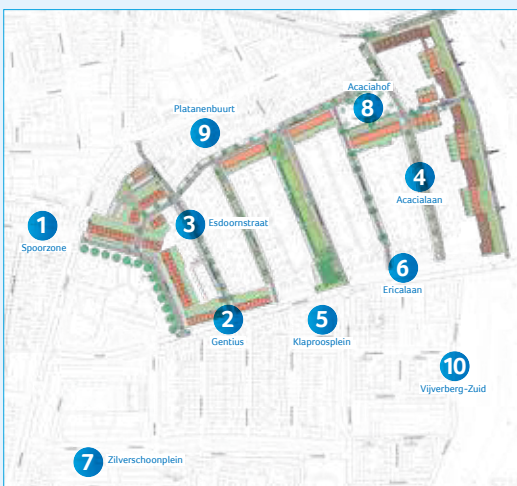 Acaciahof
8
Platanenbuurt
9
4
Acacialaan
1
Spoorzone
3
Esdoornstraat
6
Ericalaan
2
Gentius
5
Klaproosplein
10
Vijverberg-Zuid
7
Zilverschoonplein